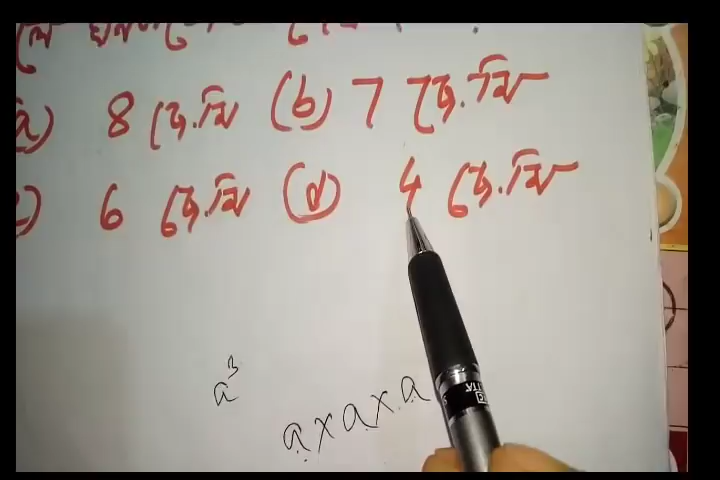 a) 8 সে.মি (b) 7 সে.মি
c) 6 সে.মি (d) 4 সে.মি
a³
a×a×a